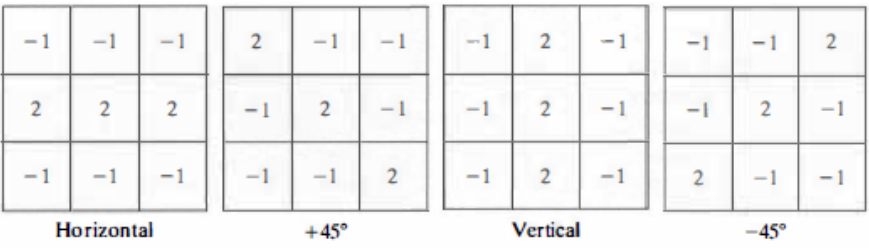 -1 -1 -1 2 -1 -1 -1 2 -1 -1 -1 2
2 2 2 -1 2 -1 -1 2 -1 -1 2 -1
-1 -1 -1 -1 -1 2 -1 2 -1 2 -1 -1
Horizontal +45° Vertical -45°